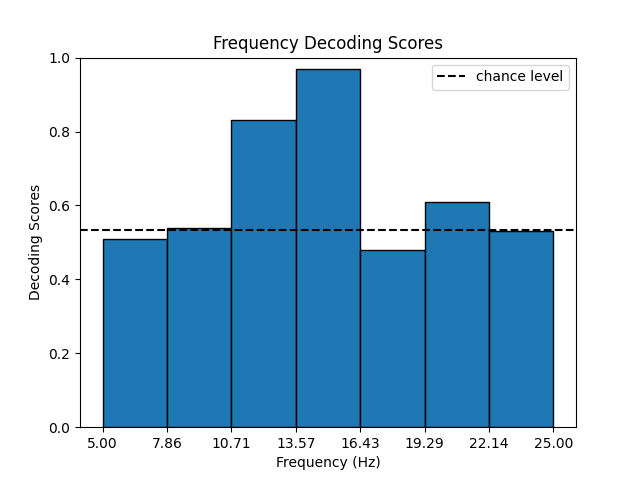 Frequency Decoding Scores
chance level
1.0
0.8
0.6
0.4
0.2
0.0
Decoding Scores
5.00 7.86 10.71 13.57 16.43 19.29 22.14 25.00
Frequency (Hz)